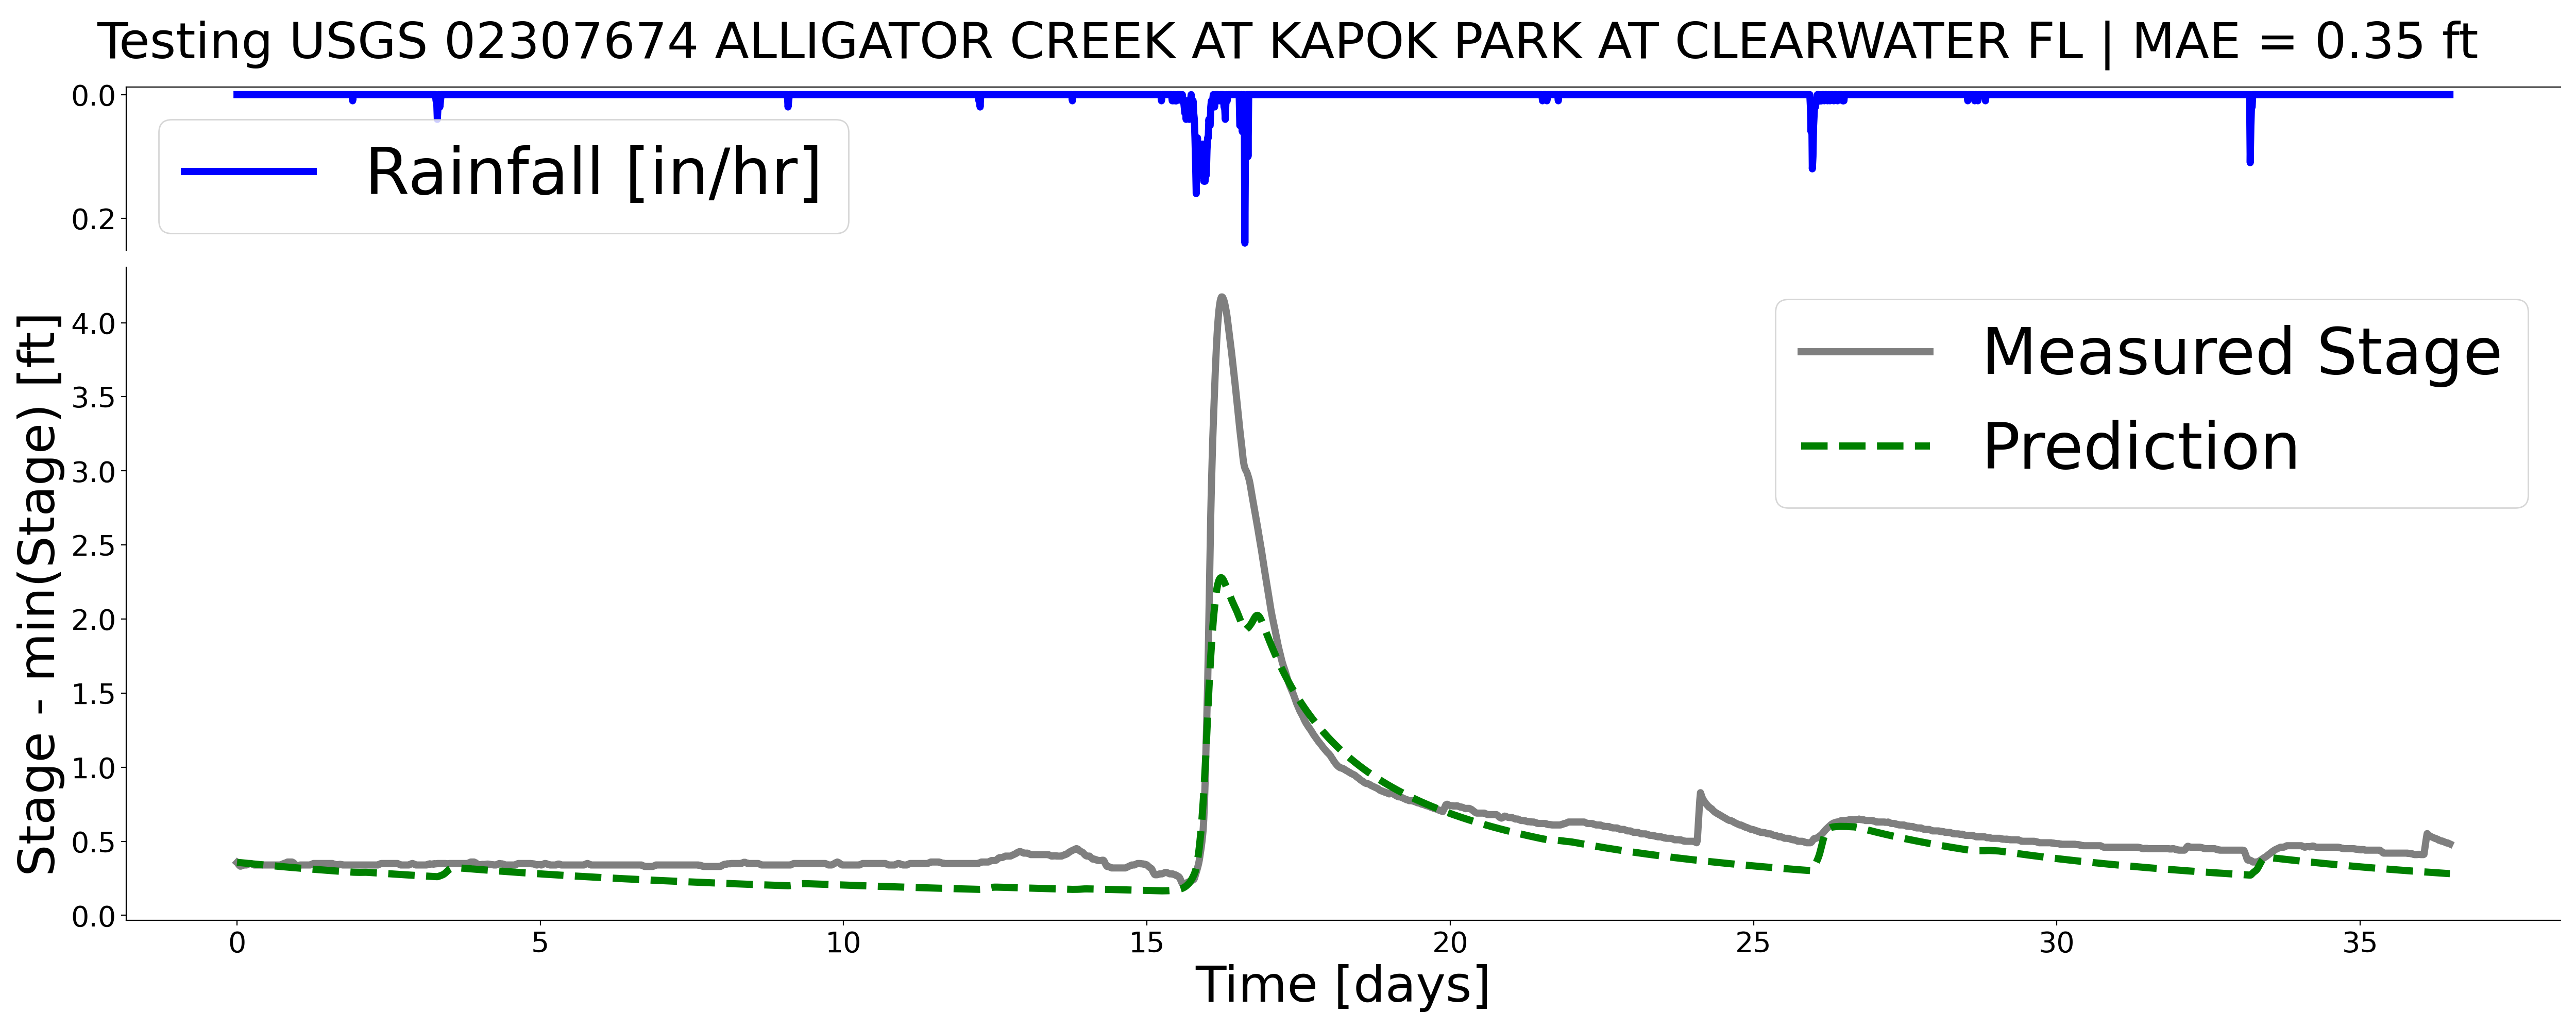 Testing USGS 02307674 ALLIGATOR CREEK AT KAPOK PARK AT CLEARWATER FL | MAE = 0.35 ft
0.0
0.2
Rainfall [in/hr]
Stage - min(Stage) [ft]
4.0
3.5
3.0
2.5
2.0
1.5
1.0
0.5
0.0
Measured Stage
Prediction
0 5 10 15 20 25 30 35
Time [days]